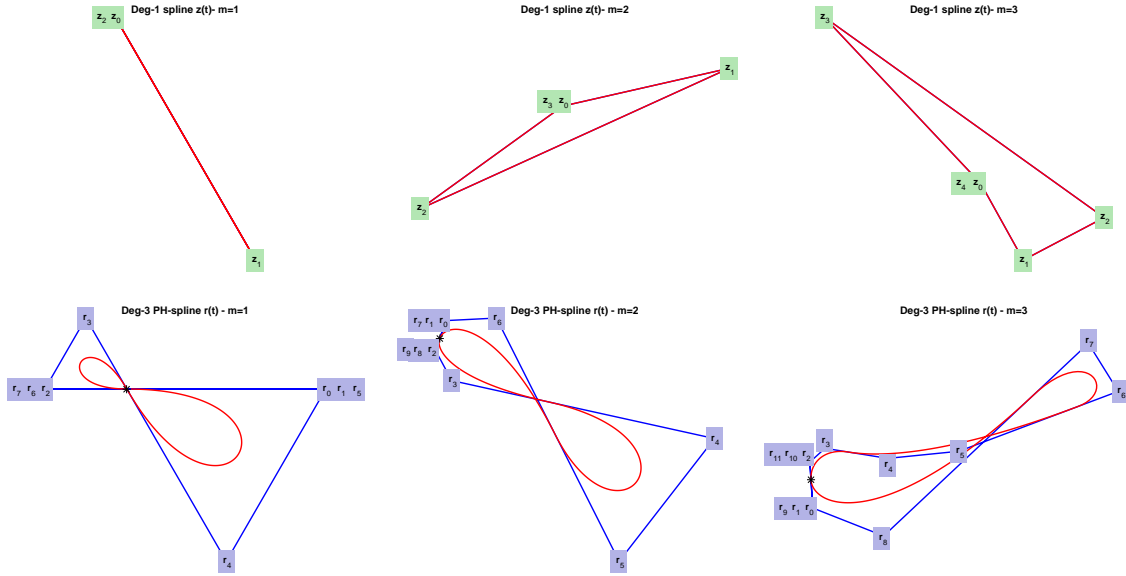 Deg-1 spline z(t)- m=1
z₂ z₀
z₁
Deg-1 spline z(t)- m=2
z₁
z₃ z₀
z₂
Deg-1 spline z(t)- m=3
z₃
z₄ z₀
z₂
z₁
Deg-3 PH-spline r(t) - m=1
r₃
r₇ r₆ r₂
r₀ r₁ r₅
r₄
Deg-3 PH-spline r(t) - m=2
r₇ r₁ r₀
r₆
r₉ r₈ r₂
r₃
r₄
r₅
Deg-3 PH-spline r(t) - m=3
r₇
r₆
r₃
r₁₁ r₁₀ r₂
r₅
r₄
r₉ r₁ r₀
r₈